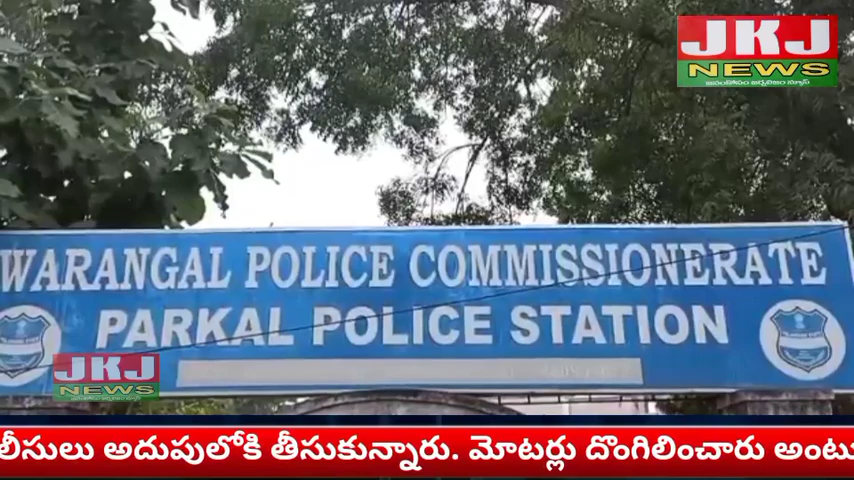 JKJ
NEWS
WARANGAL POLICE COMMISSIONERATE
PARKAL POLICE STATION
JKJ
NEWS
లీసులు అదుపులోకి తీసుకున్నారు. మోటర్లు దొంగిలించారు అంటు